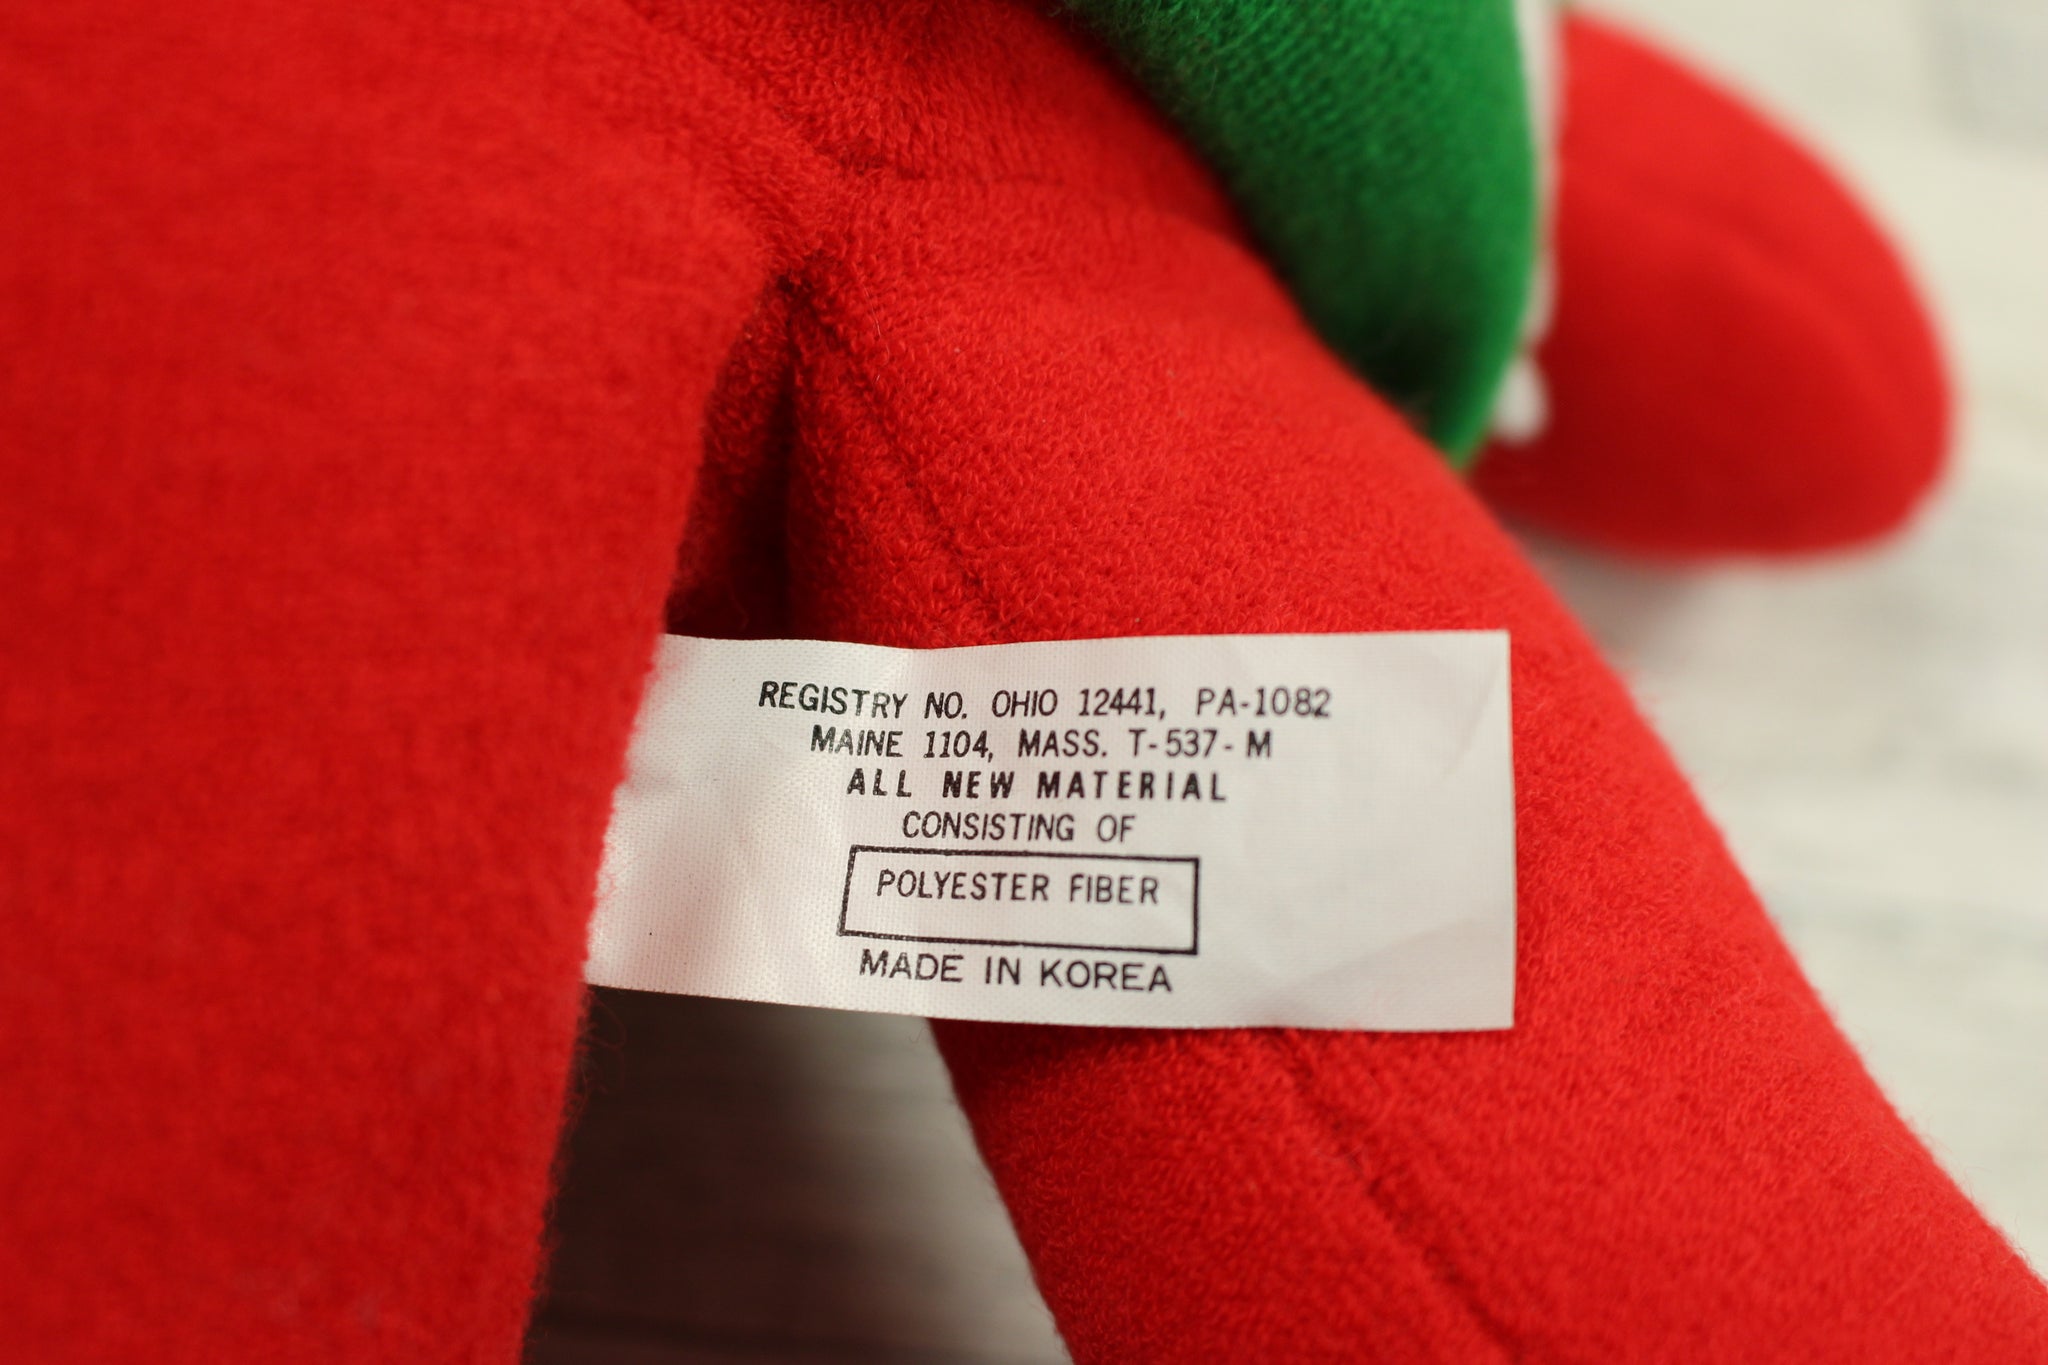 REGISTRY NO. OHIO 12441, PA-1082
MAINE 1104, MASS. T-537-M
ALL NEW MATERIAL
CONSISTING OF
POLYESTER FIBER
MADE IN KOREA